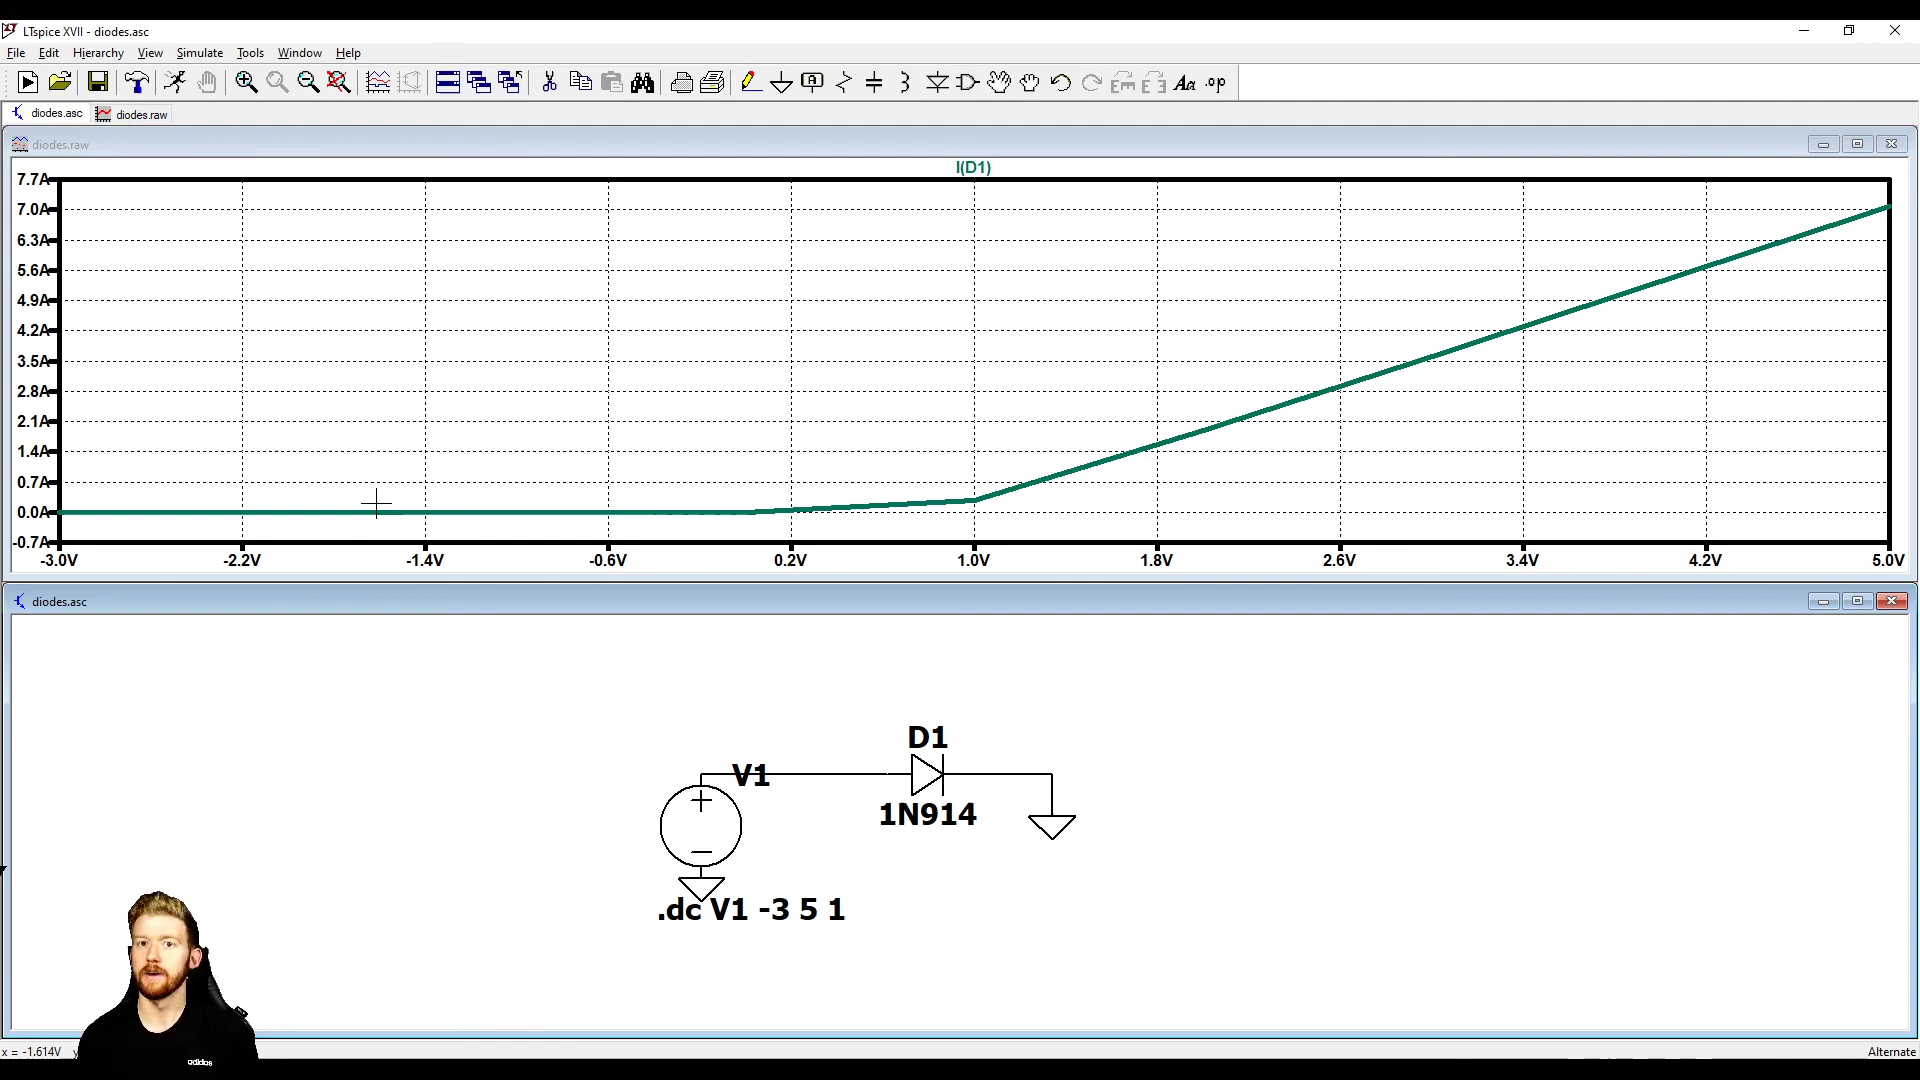 LTspice XVII - diodes.asc
File Edit Hierarchy View Simulate Tools Window Help
.op
diodes.asc diodes.raw
diodes.raw
I(D1)
7.7A
7.0A
6.3A
5.6A
4.9A
4.2A
3.5A
2.8A
2.1A
1.4A
0.7A
0.0A
-0.7A
-3.0V -2.2V -1.4V -0.6V 0.2V 1.0V 1.8V 2.6V 3.4V 4.2V 5.0V
diodes.asc
D1
V1
1N914
.dc V1 -3 5 1
adidas
x = -1.614V
Alternate